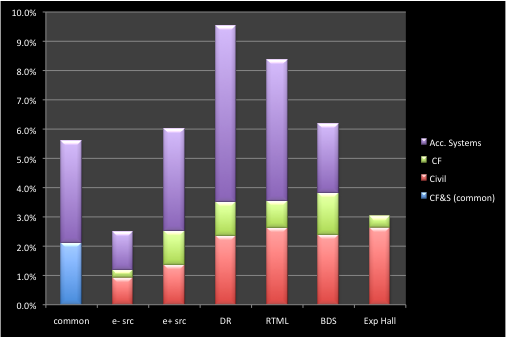 10.0%
9.0%
8.0%
7.0%
6.0%
5.0%
4.0%
3.0%
2.0%
1.0%
0.0%
common e- src e+ src DR RTML BDS Exp Hall
Acc. Systems
CF
Civil
CF&S (common)